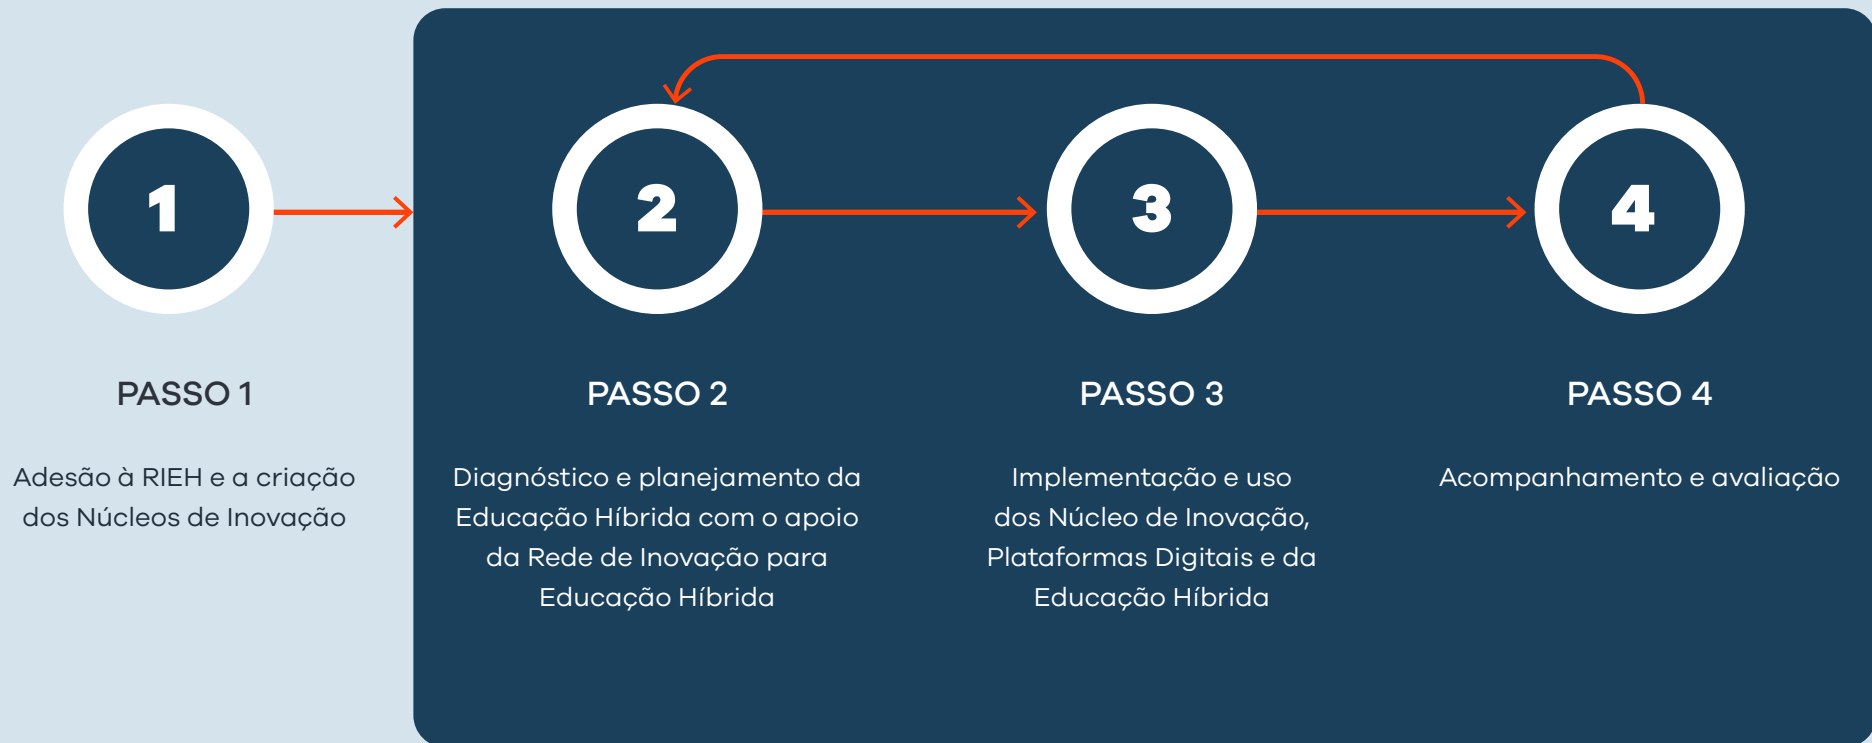 1
2
3
4
PASSO 1
Adesão à RIEH e a criação
dos Núcleos de Inovação
PASSO 2
Diagnóstico e planejamento da
Educação Híbrida com o apoio
da Rede de Inovação para
Educação Híbrida
PASSO 3
Implementação e uso
dos Núcleo de Inovação,
Plataformas Digitais e da
Educação Híbrida
PASSO 4
Acompanhamento e avaliação